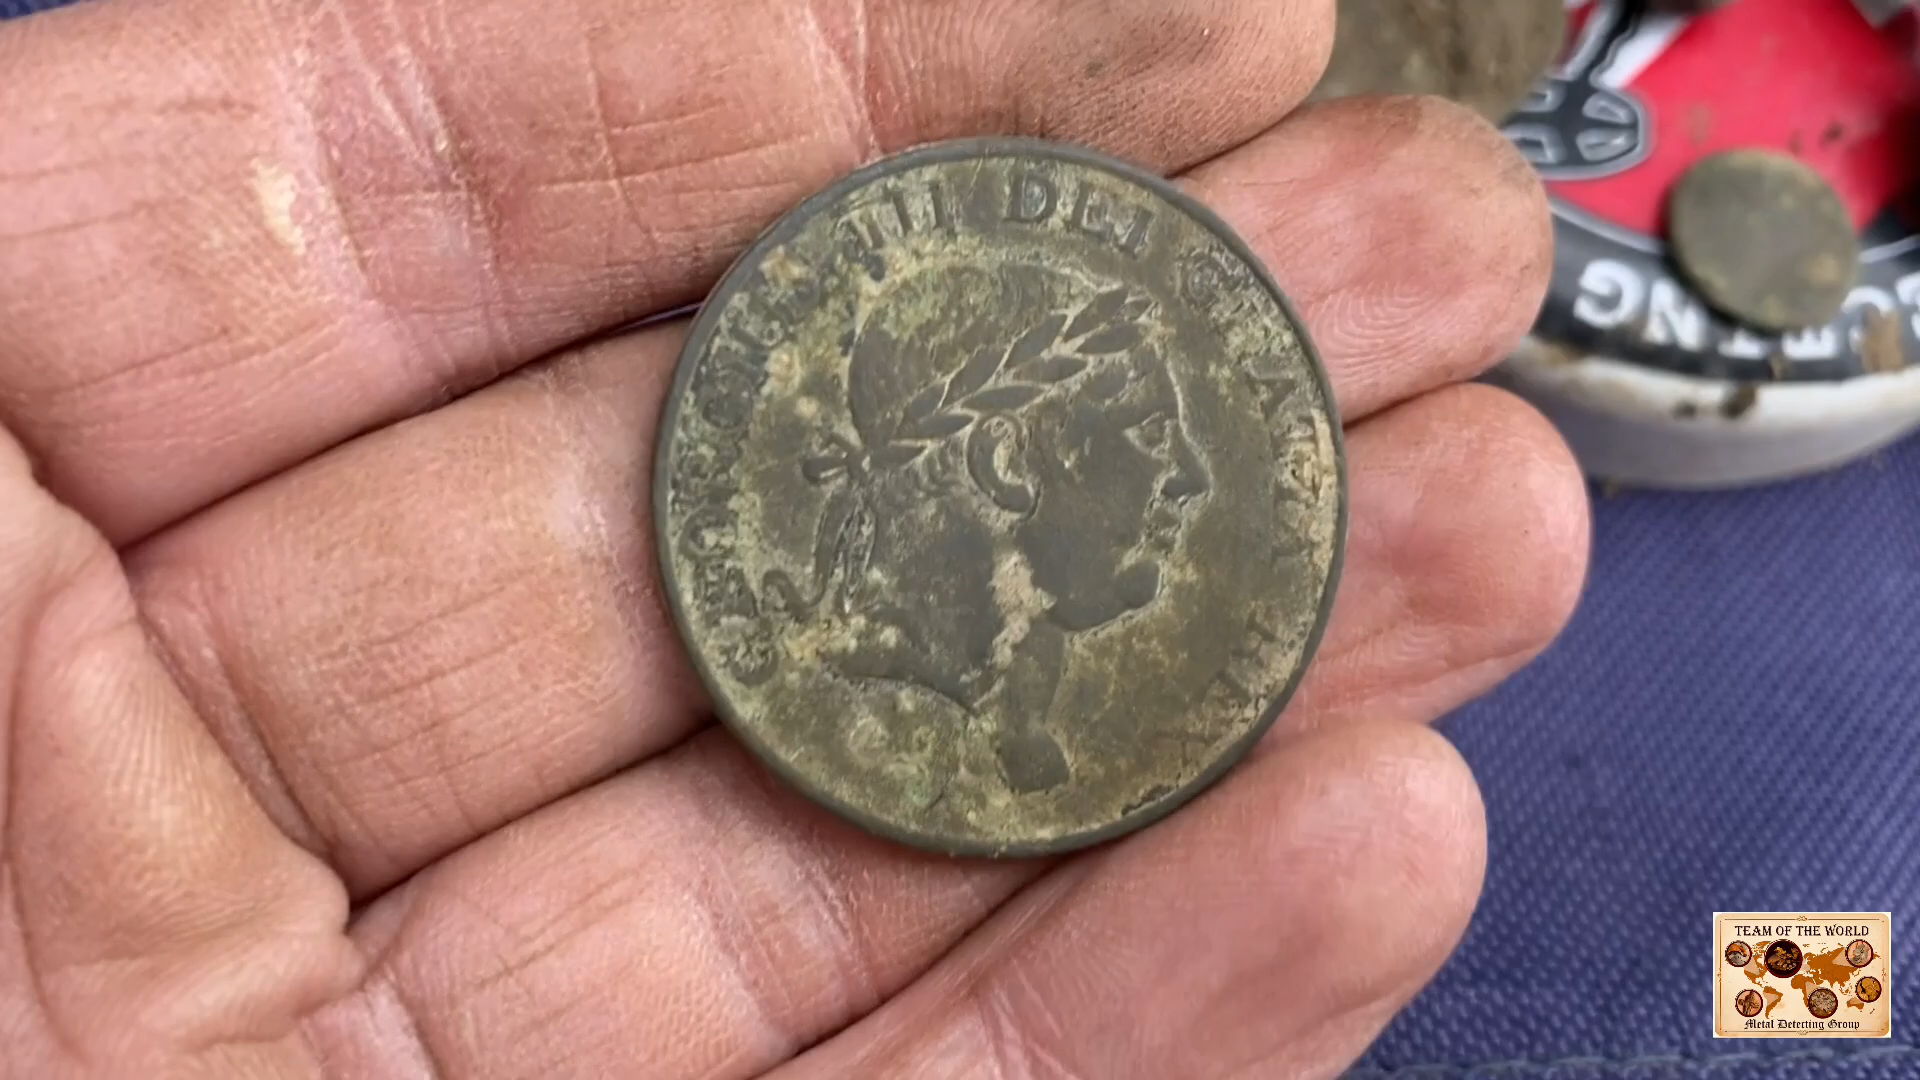 GEORGIUS III DEI GRATIA REX
TEAM OF THE WORLD
Metal Detecting Group